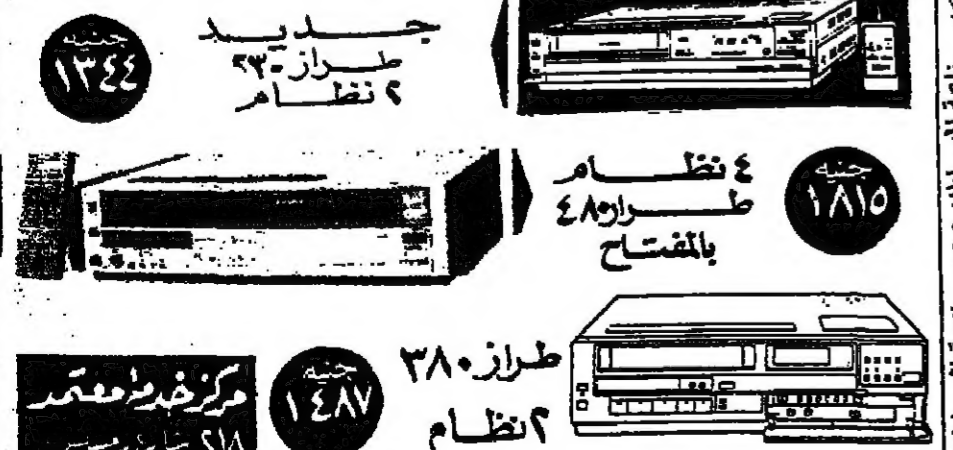 جديد
طراز ٢٣٠
٢ نظام
جنيه
١٣٤٤
٤ نظام
طراز ٤٨٠
بالمفتاح
جنيه
١٨١٥
طراز ٣٨٠
٢ نظام
جنيه
١٤٨٧
مركز خدمة معتمد